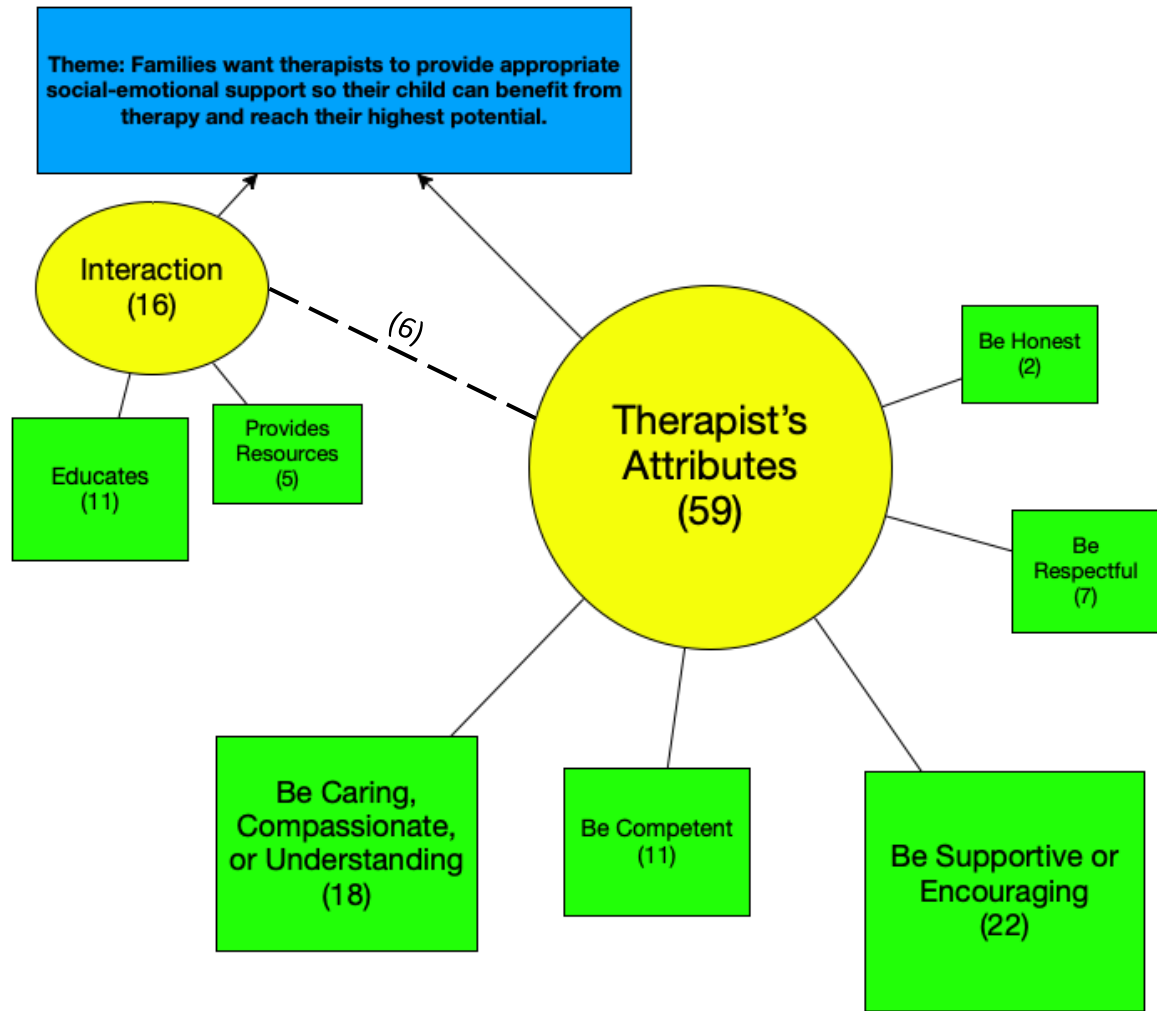 Theme: Families want therapists to provide appropriate
social-emotional support so their child can benefit from
therapy and reach their highest potential.
Interaction
(16)
(6)
Educates
(11)
Provides
Resources
(5)
Therapist's
Attributes
(59)
Be Honest
(2)
Be
Respectful
(7)
Be Caring,
Compassionate,
or Understanding
(18)
Be Competent
(11)
Be Supportive or
Encouraging
(22)